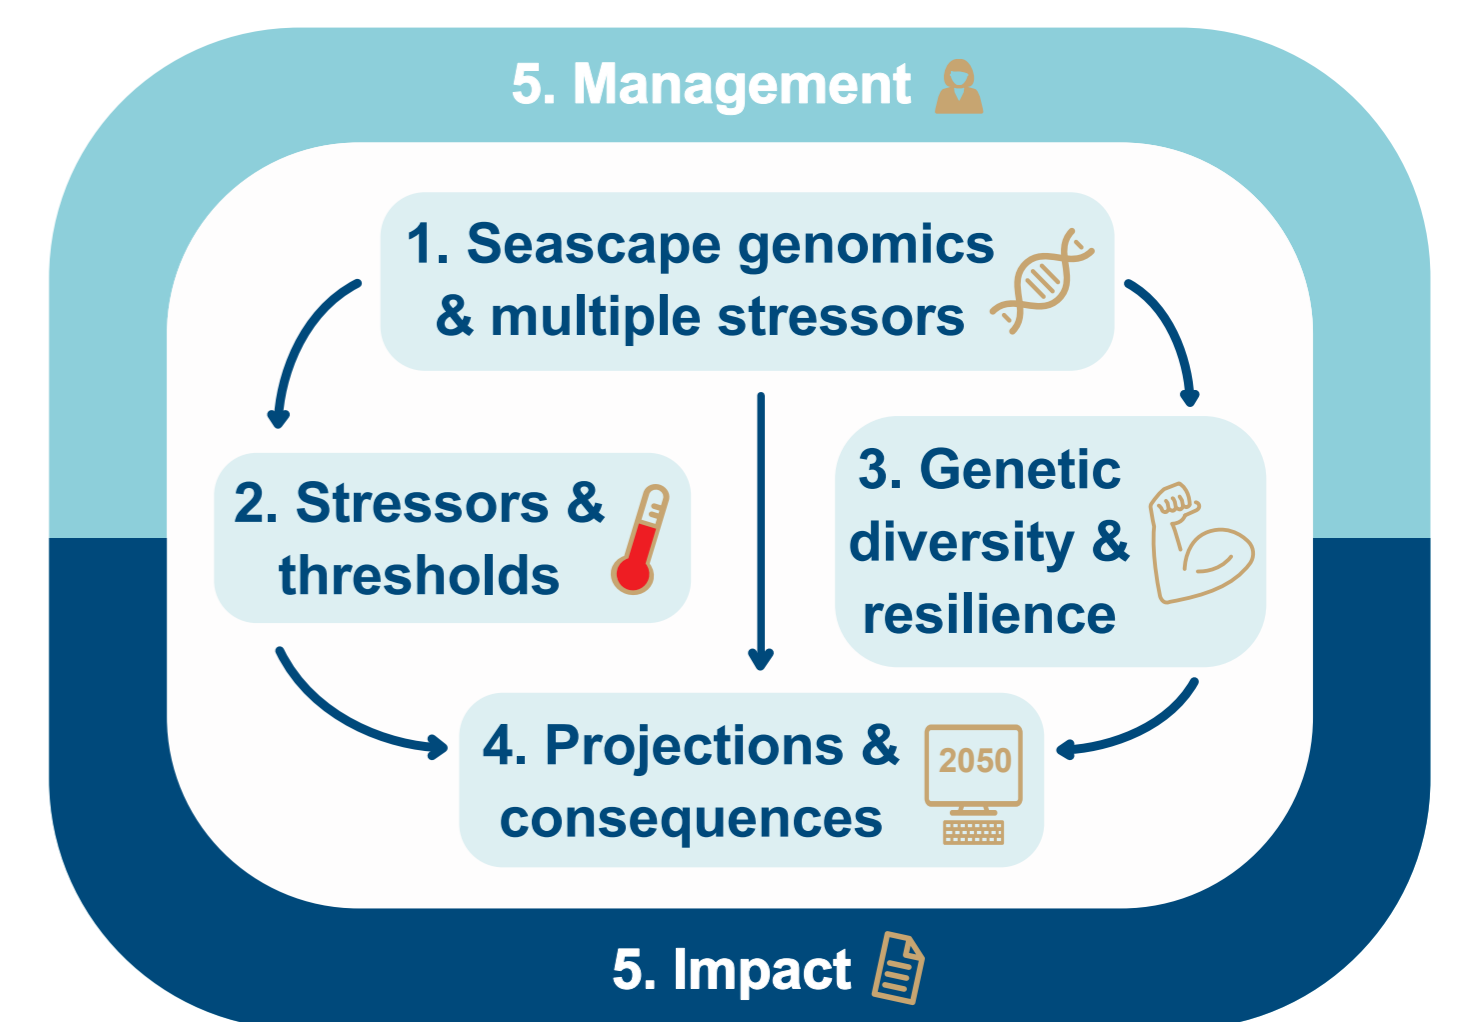 5. Management
1. Seascape genomics
& multiple stressors
2. Stressors &
thresholds
3. Genetic
diversity &
resilience
4. Projections &
consequences
2050
5. Impact